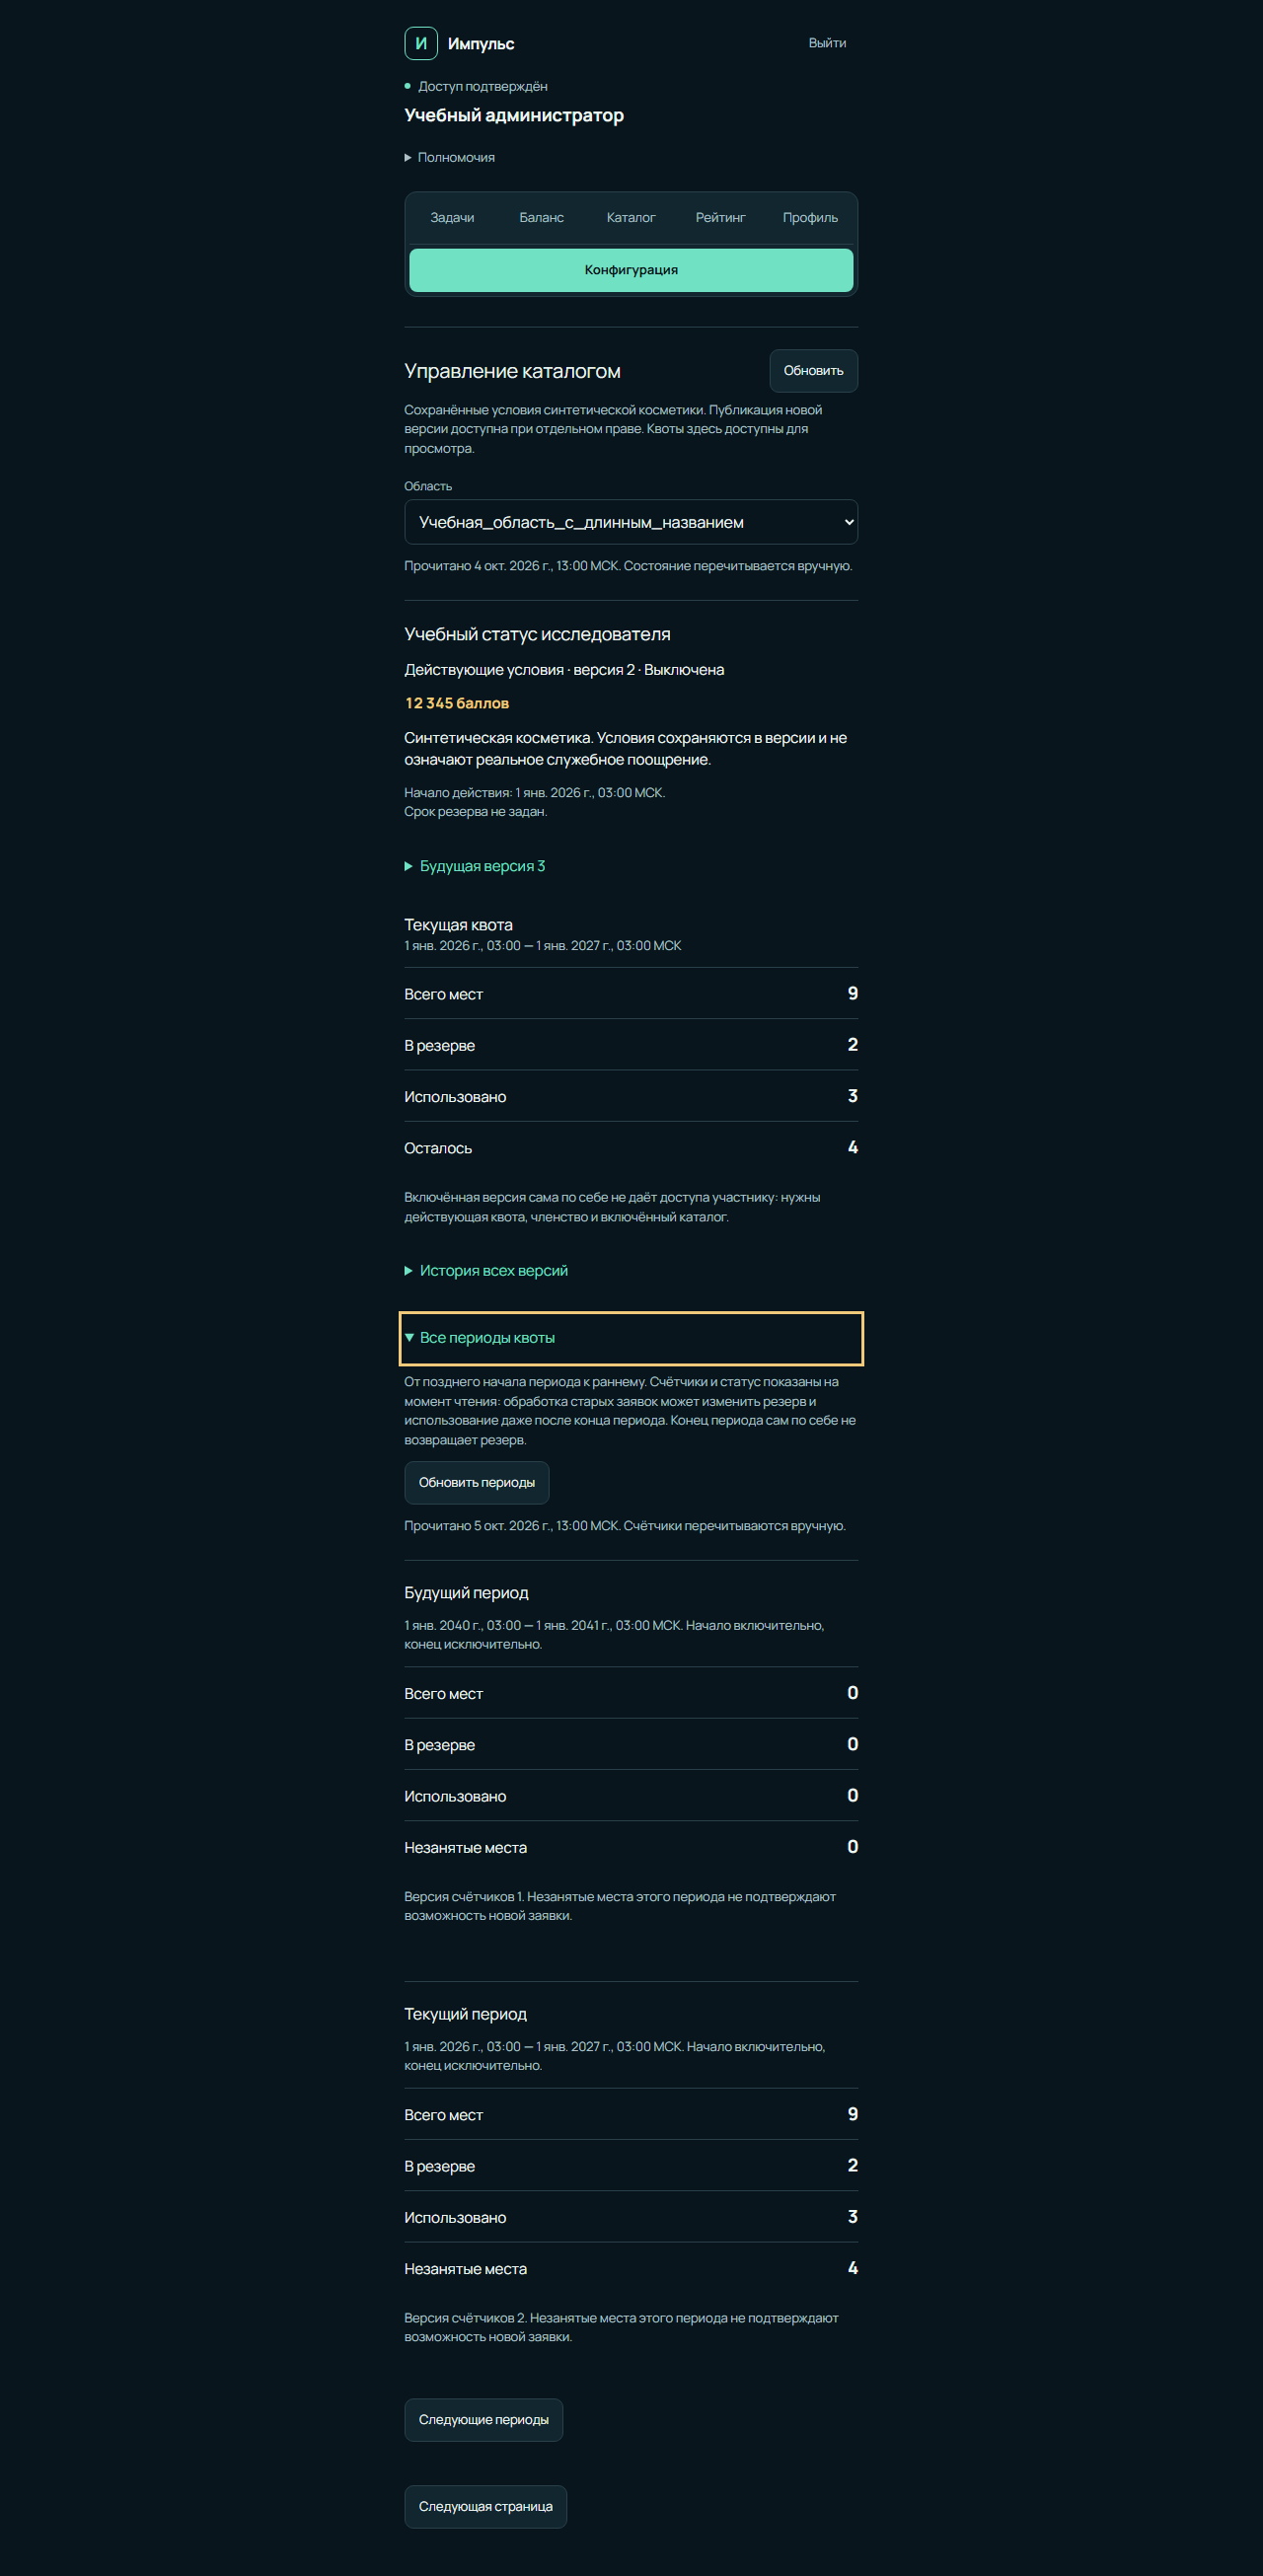 И Импульс Выйти
Доступ подтверждён
Учебный администратор
Полномочия
Задачи Баланс Каталог Рейтинг Профиль
Конфигурация
Управление каталогом Обновить
Сохранённые условия синтетической косметики. Публикация новой
версии доступна при отдельном праве. Квоты здесь доступны для
просмотра.
Область
Учебная_область_с_длинным_названием
Прочитано 4 окт. 2026 г., 13:00 МСК. Состояние перечитывается вручную.
Учебный статус исследователя
Действующие условия · версия 2 · Выключена
12 345 баллов
Синтетическая косметика. Условия сохраняются в версии и не
означают реальное служебное поощрение.
Начало действия: 1 янв. 2026 г., 03:00 МСК.
Срок резерва не задан.
Будущая версия 3
Текущая квота
1 янв. 2026 г., 03:00 — 1 янв. 2027 г., 03:00 МСК
Всего мест 9
В резерве 2
Использовано 3
Осталось 4
Включённая версия сама по себе не даёт доступа участнику: нужны
действующая квота, членство и включённый каталог.
История всех версий
Все периоды квоты
От позднего начала периода к раннему. Счётчики и статус показаны на
момент чтения: обработка старых заявок может изменить резерв и
использование даже после конца периода. Конец периода сам по себе не
возвращает резерв.
Обновить периоды
Прочитано 5 окт. 2026 г., 13:00 МСК. Счётчики перечитываются вручную.
Будущий период
1 янв. 2040 г., 03:00 — 1 янв. 2041 г., 03:00 МСК. Начало включительно,
конец исключительно.
Всего мест 0
В резерве 0
Использовано 0
Незанятые места 0
Версия счётчиков 1. Незанятые места этого периода не подтверждают
возможность новой заявки.
Текущий период
1 янв. 2026 г., 03:00 — 1 янв. 2027 г., 03:00 МСК. Начало включительно,
конец исключительно.
Всего мест 9
В резерве 2
Использовано 3
Незанятые места 4
Версия счётчиков 2. Незанятые места этого периода не подтверждают
возможность новой заявки.
Следующие периоды
Следующая страница